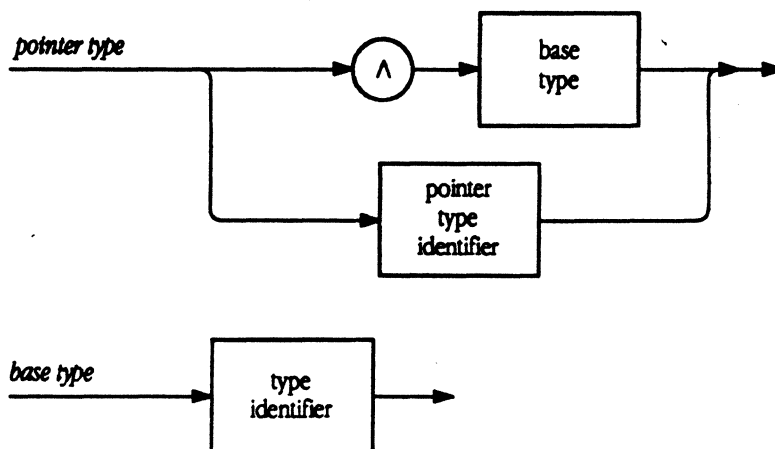 pointer type
^
base
type
pointer
type
identifier
base type
type
identifier